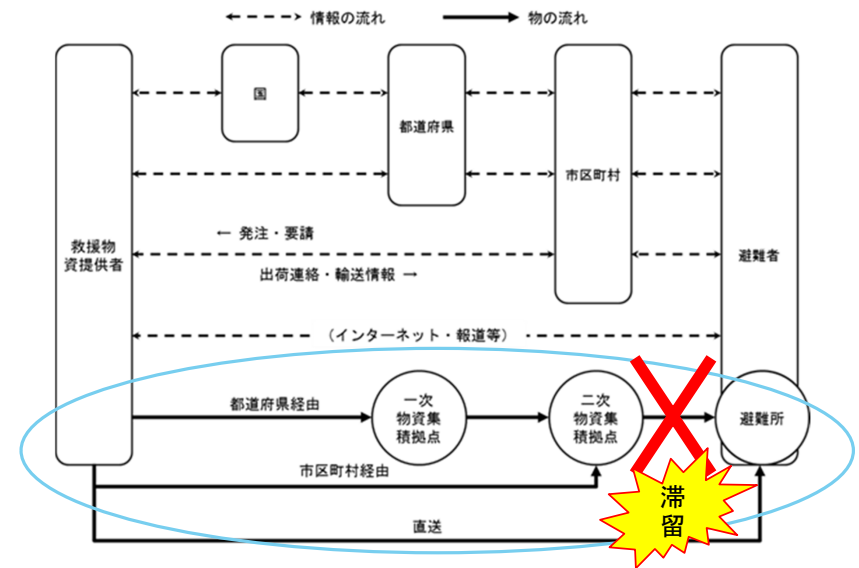 情報の流れ
物の流れ
国
都道府県
市区町村
← 発注・要請
救援物
資提供者
避難者
出荷連絡・輸送情報 →
（インターネット・報道等）
都道府県経由
一次
物資集
積拠点
二次
物資集
積拠点
避難所
市区町村経由
滞
留
直送